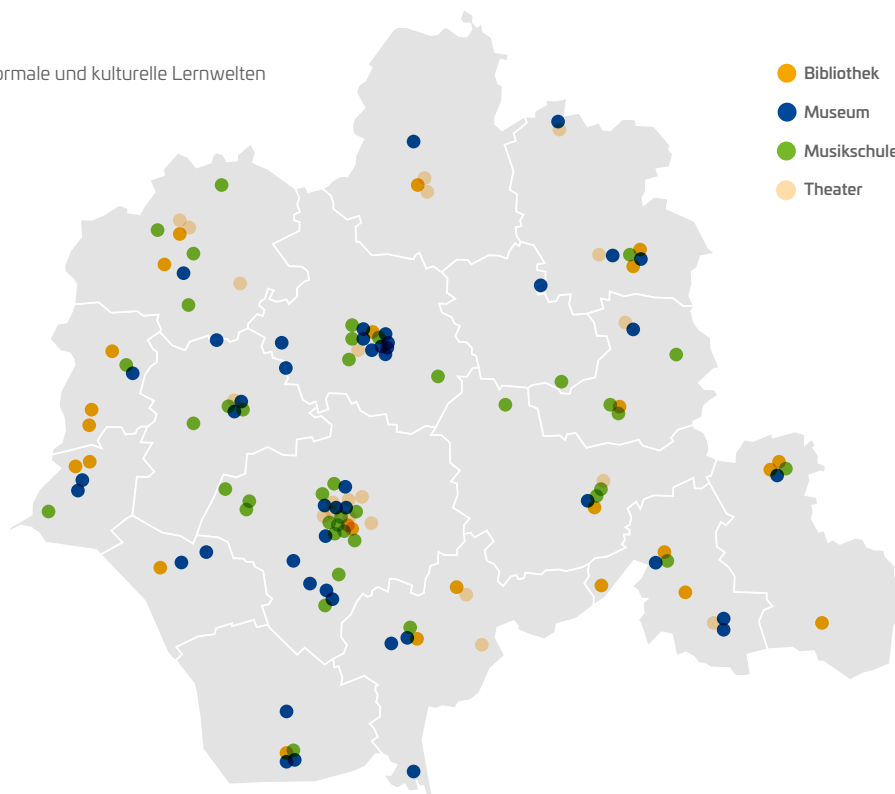 ormale und kulturelle Lernwelten
Bibliothek
Museum
Musikschule
Theater